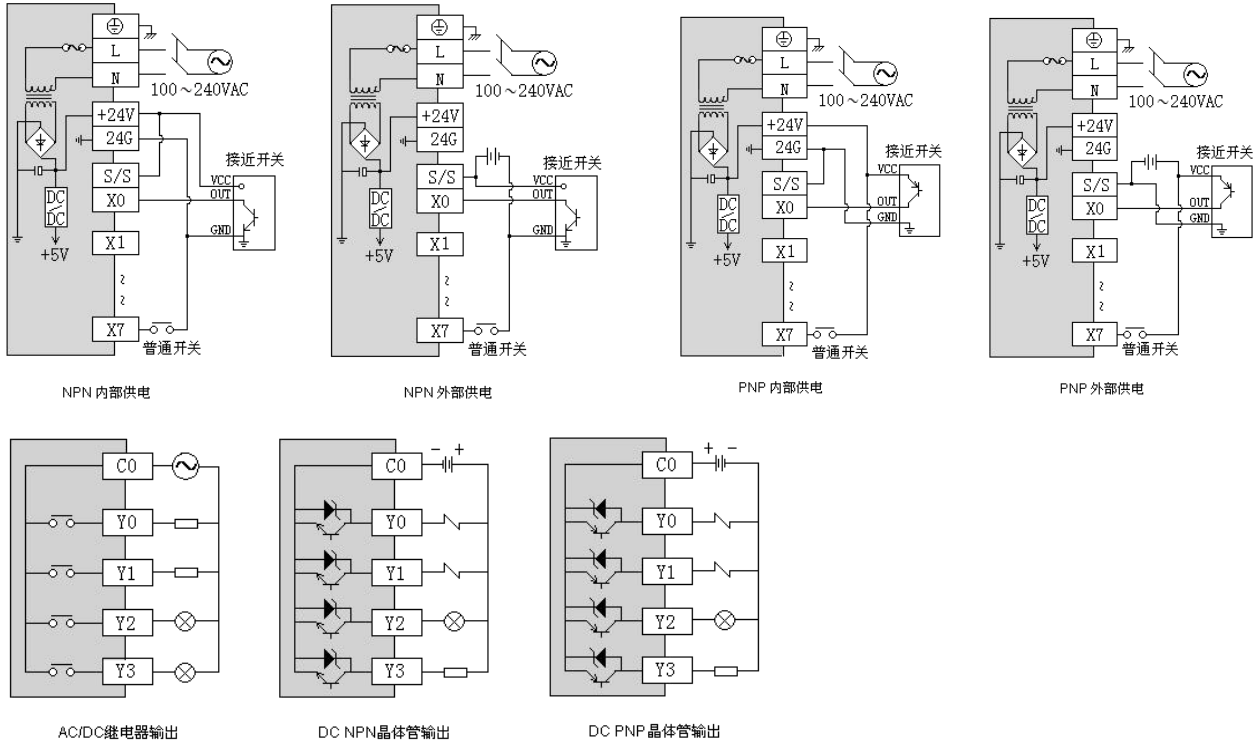 L
N
100～240VAC
+24V
24G
接近开关
S/S
VCC
X0
OUT
DC
DC
GND
+5V
X1
X7
普通开关
NPN 内部供电
L
N
100～240VAC
+24V
24G
接近开关
S/S
VCC
X0
OUT
DC
DC
GND
+5V
X1
X7
普通开关
NPN 外部供电
L
N
100～240VAC
+24V
24G
接近开关
VCC
S/S
X0
OUT
DC
DC
GND
+5V
X1
X7
普通开关
PNP 内部供电
L
N
100～240VAC
+24V
24G
接近开关
VCC
S/S
X0
OUT
DC
DC
GND
+5V
X1
X7
普通开关
PNP 外部供电
C0
Y0
Y1
Y2
Y3
AC/DC继电器输出
- +
C0
Y0
Y1
Y2
Y3
DC NPN晶体管输出
+ -
C0
Y0
Y1
Y2
Y3
DC PNP晶体管输出